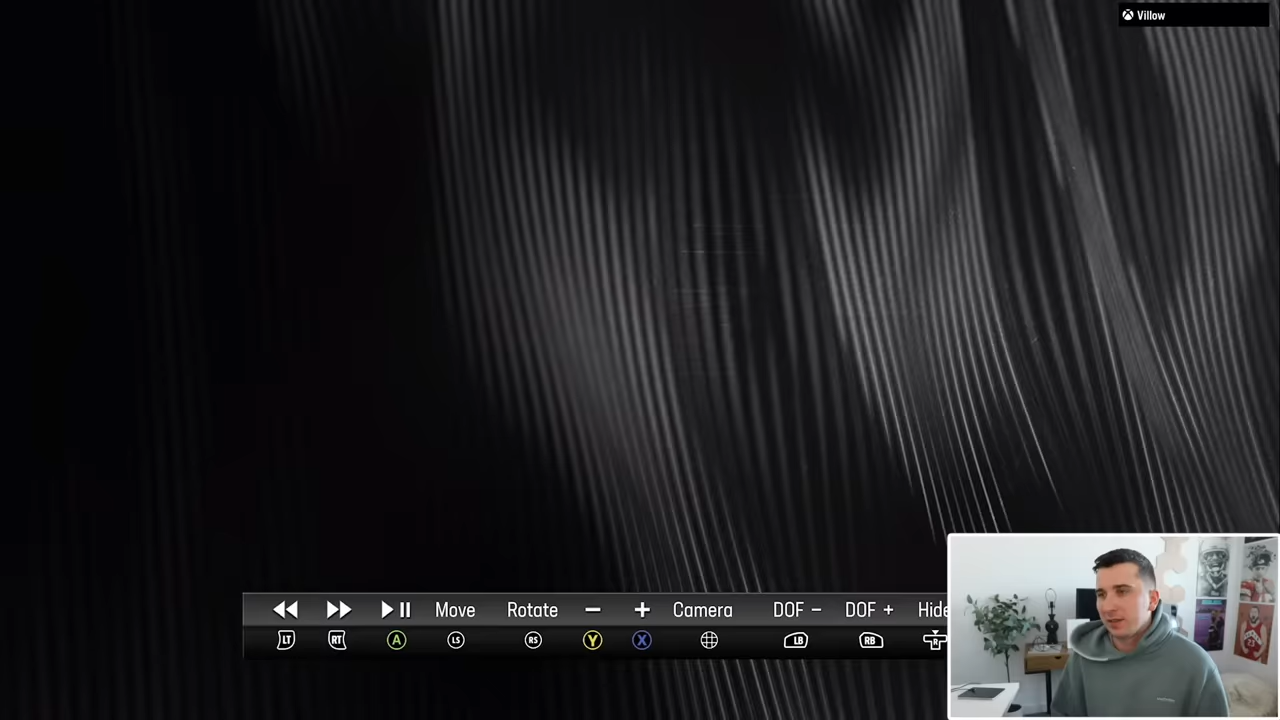 Villow
Move Rotate − + Camera DOF − DOF + Hide
LT RT A LS RS Y X LB RB R